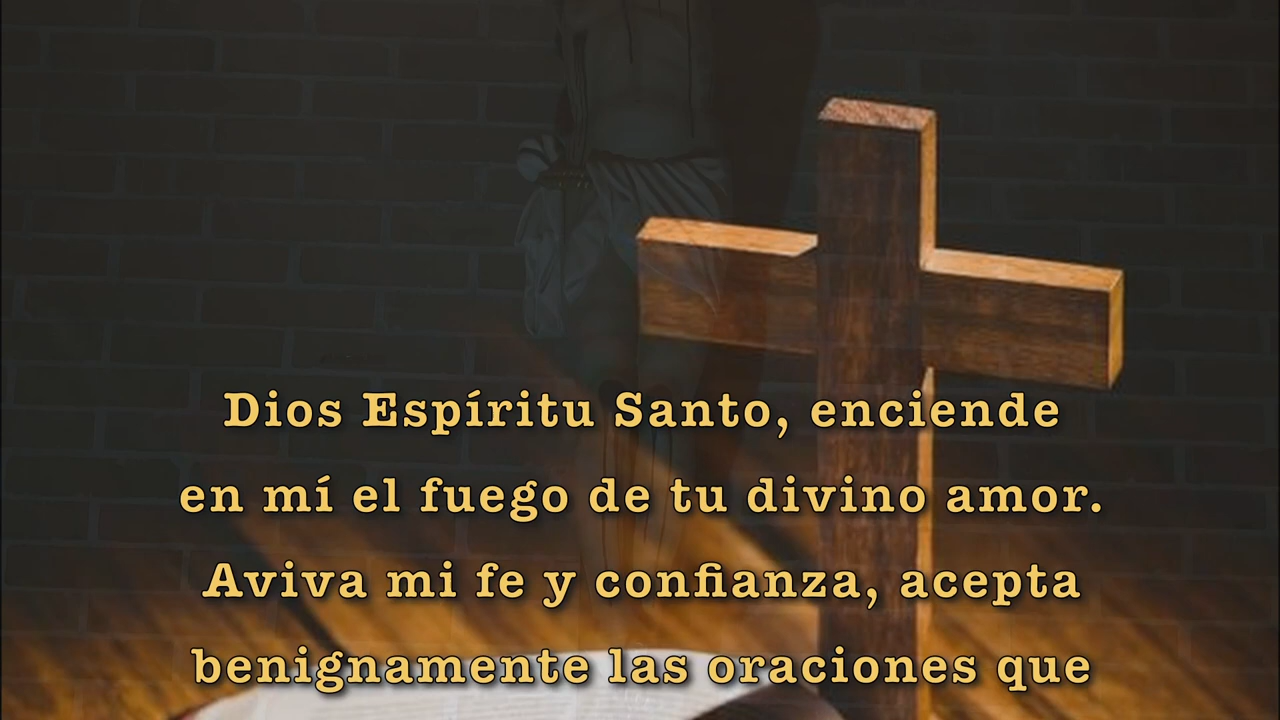 Dios Espíritu Santo, enciende
en mí el fuego de tu divino amor.
Aviva mi fe y confianza, acepta
benignamente las oraciones que